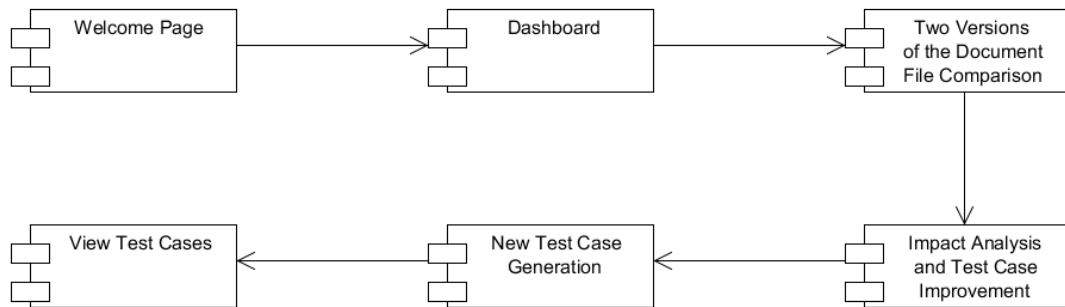 Welcome Page
Dashboard
Two Versions
of the Document
File Comparison
View Test Cases
New Test Case
Generation
Impact Analysis
and Test Case
Improvement